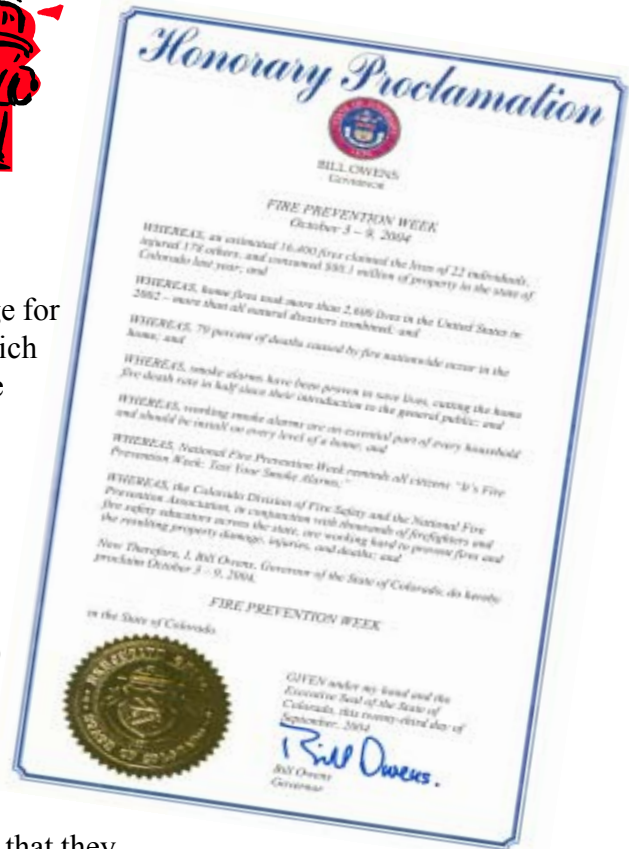 Honorary Proclamation
BILL OWENS
Governor
FIRE PREVENTION WEEK
October 3 – 9, 2004
WHEREAS, an estimated 16,400 fires claimed the lives of 22 individuals,
injured 178 others, and consumed million of property in the state of
Colorado last year; and
WHEREAS, home fires took more than 2,600 lives in the United States in
2002 – more than all natural disasters combined; and
WHEREAS, 79 percent of deaths caused by fire nationwide occur in the
home; and
WHEREAS, smoke alarms have been proven to save lives, cutting the home
fire death rate in half since their introduction to the general public; and
WHEREAS, working smoke alarms are an essential part of every household
and should be install on every level of a home; and
WHEREAS, National Fire Prevention Week reminds all citizens "It's Fire
Prevention Week: Test Your Smoke Alarms,"
WHEREAS, the Colorado Division of Fire Safety and the National Fire
Prevention Association, in conjunction with thousands of firefighters and
fire safety educators across the state, are working hard to prevent fires and
the resulting property damage, injuries, and deaths; and
Now Therefore, I, Bill Owens, Governor of the State of Colorado, do hereby
proclaim October 3 – 9, 2004,
FIRE PREVENTION WEEK
in the State of Colorado
GIVEN under my hand and the
Executive Seal of the State of
Colorado, this twenty-third day of
September, 2004
Bill Owens.
Bill Owens
Governor
for
that they